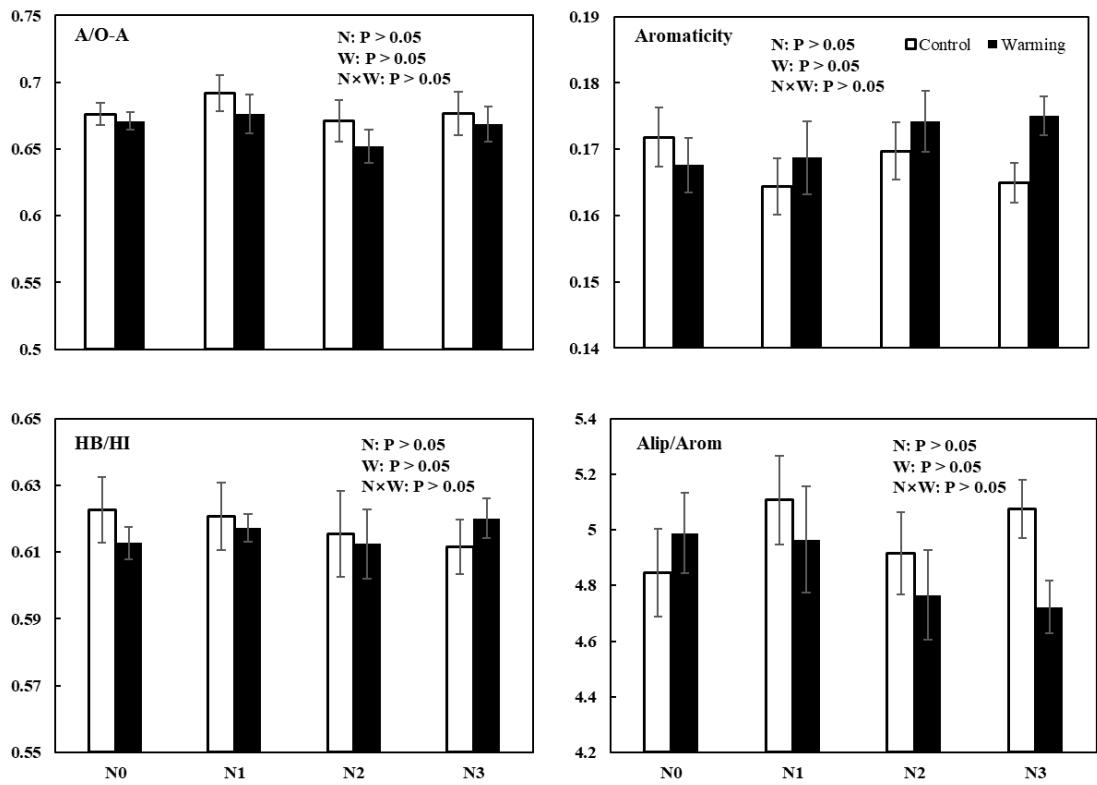 A/O-A
N: P > 0.05
W: P > 0.05
N×W: P > 0.05
0.75
0.7
0.65
0.6
0.55
0.5
Aromaticity
N: P > 0.05
W: P > 0.05
N×W: P > 0.05
Control Warming
0.19
0.18
0.17
0.16
0.15
0.14
HB/HI
N: P > 0.05
W: P > 0.05
N×W: P > 0.05
0.65
0.63
0.61
0.59
0.57
0.55
N0 N1 N2 N3
Alip/Arom
N: P > 0.05
W: P > 0.05
N×W: P > 0.05
5.4
5.2
5
4.8
4.6
4.4
4.2
N0 N1 N2 N3